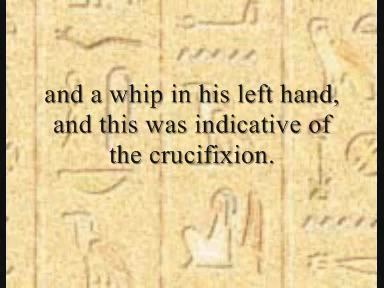 and a whip in his left hand,
and this was indicative of
the crucifixion.